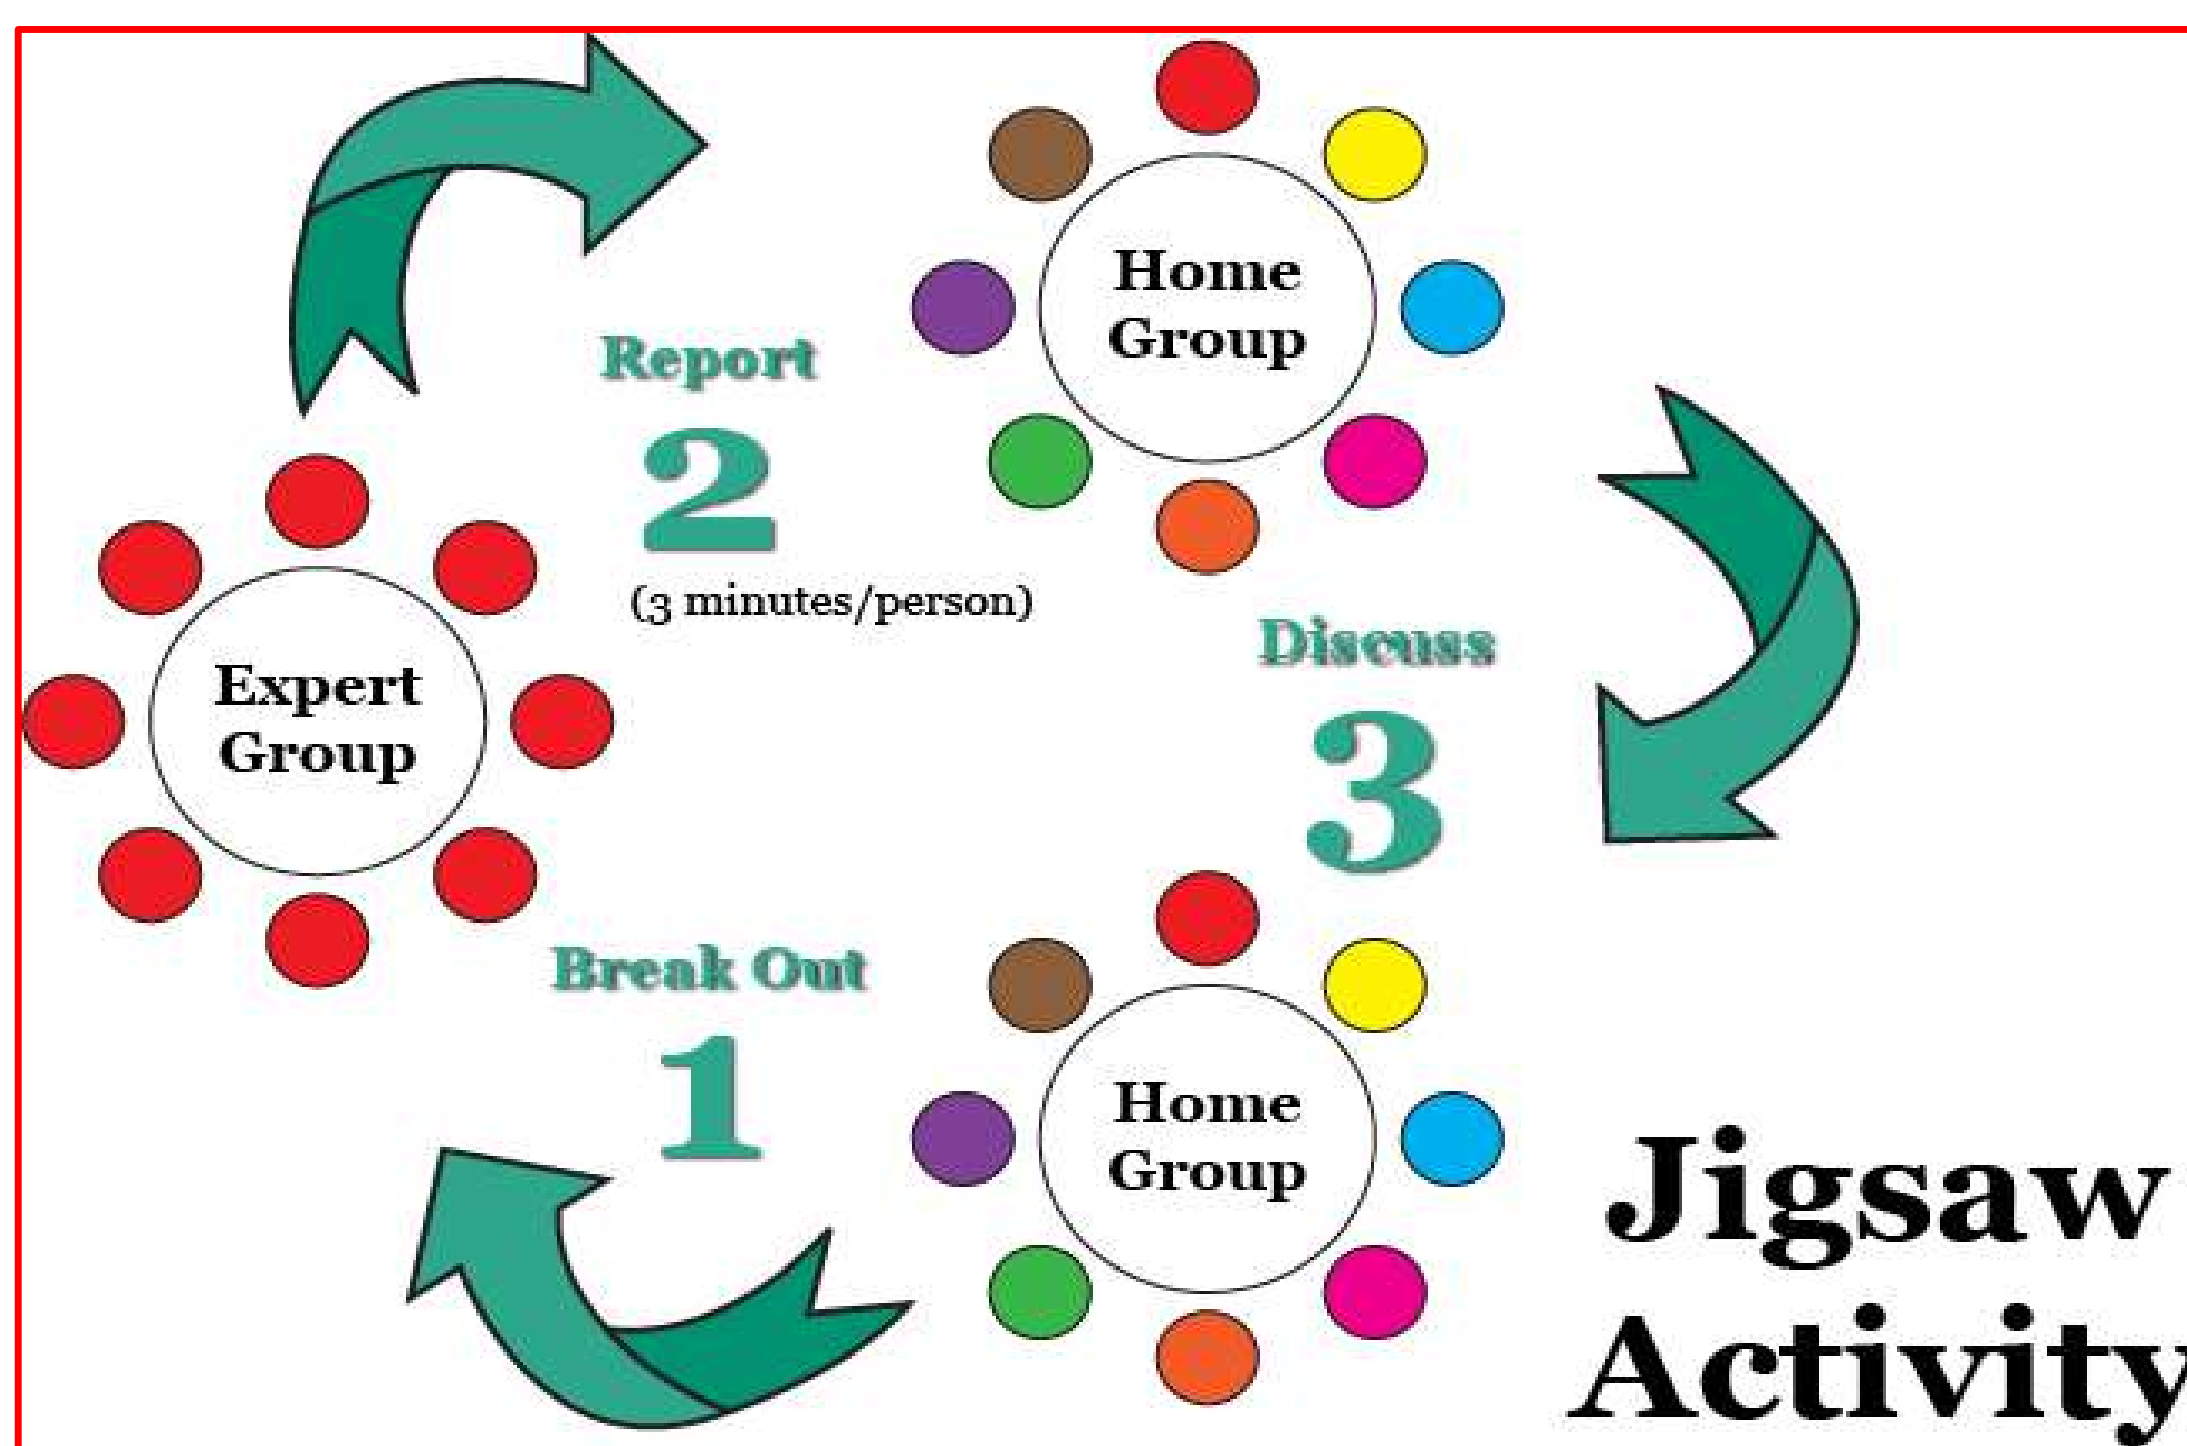 Home
Group
Report
2
(3 minutes/person)
Discuss
3
Expert
Group
Break Out
1
Home
Group
Jigsaw
Activity